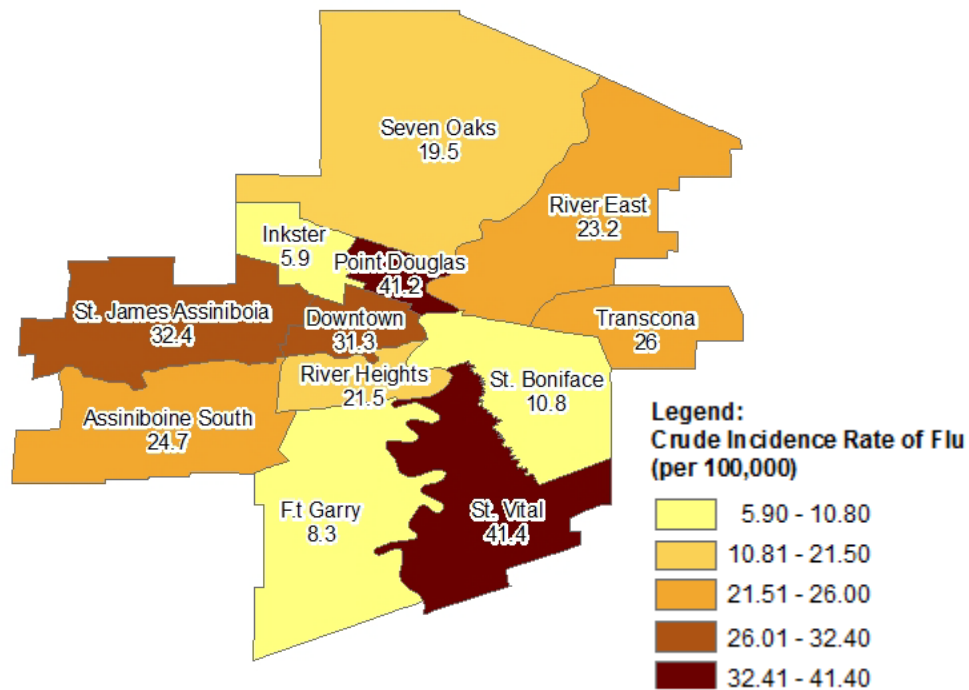 Seven Oaks
19.5
River East
23.2
Inkster
5.9
Point Douglas
41.2
St. James Assiniboia
32.4
Downtown
31.3
Transcona
26
River Heights
21.5
St. Boniface
10.8
Assiniboine South
24.7
F.t Garry
8.3
St. Vital
41.4
Legend:
Crude Incidence Rate of Flu
(per 100,000)
5.90 - 10.80
10.81 - 21.50
21.51 - 26.00
26.01 - 32.40
32.41 - 41.40